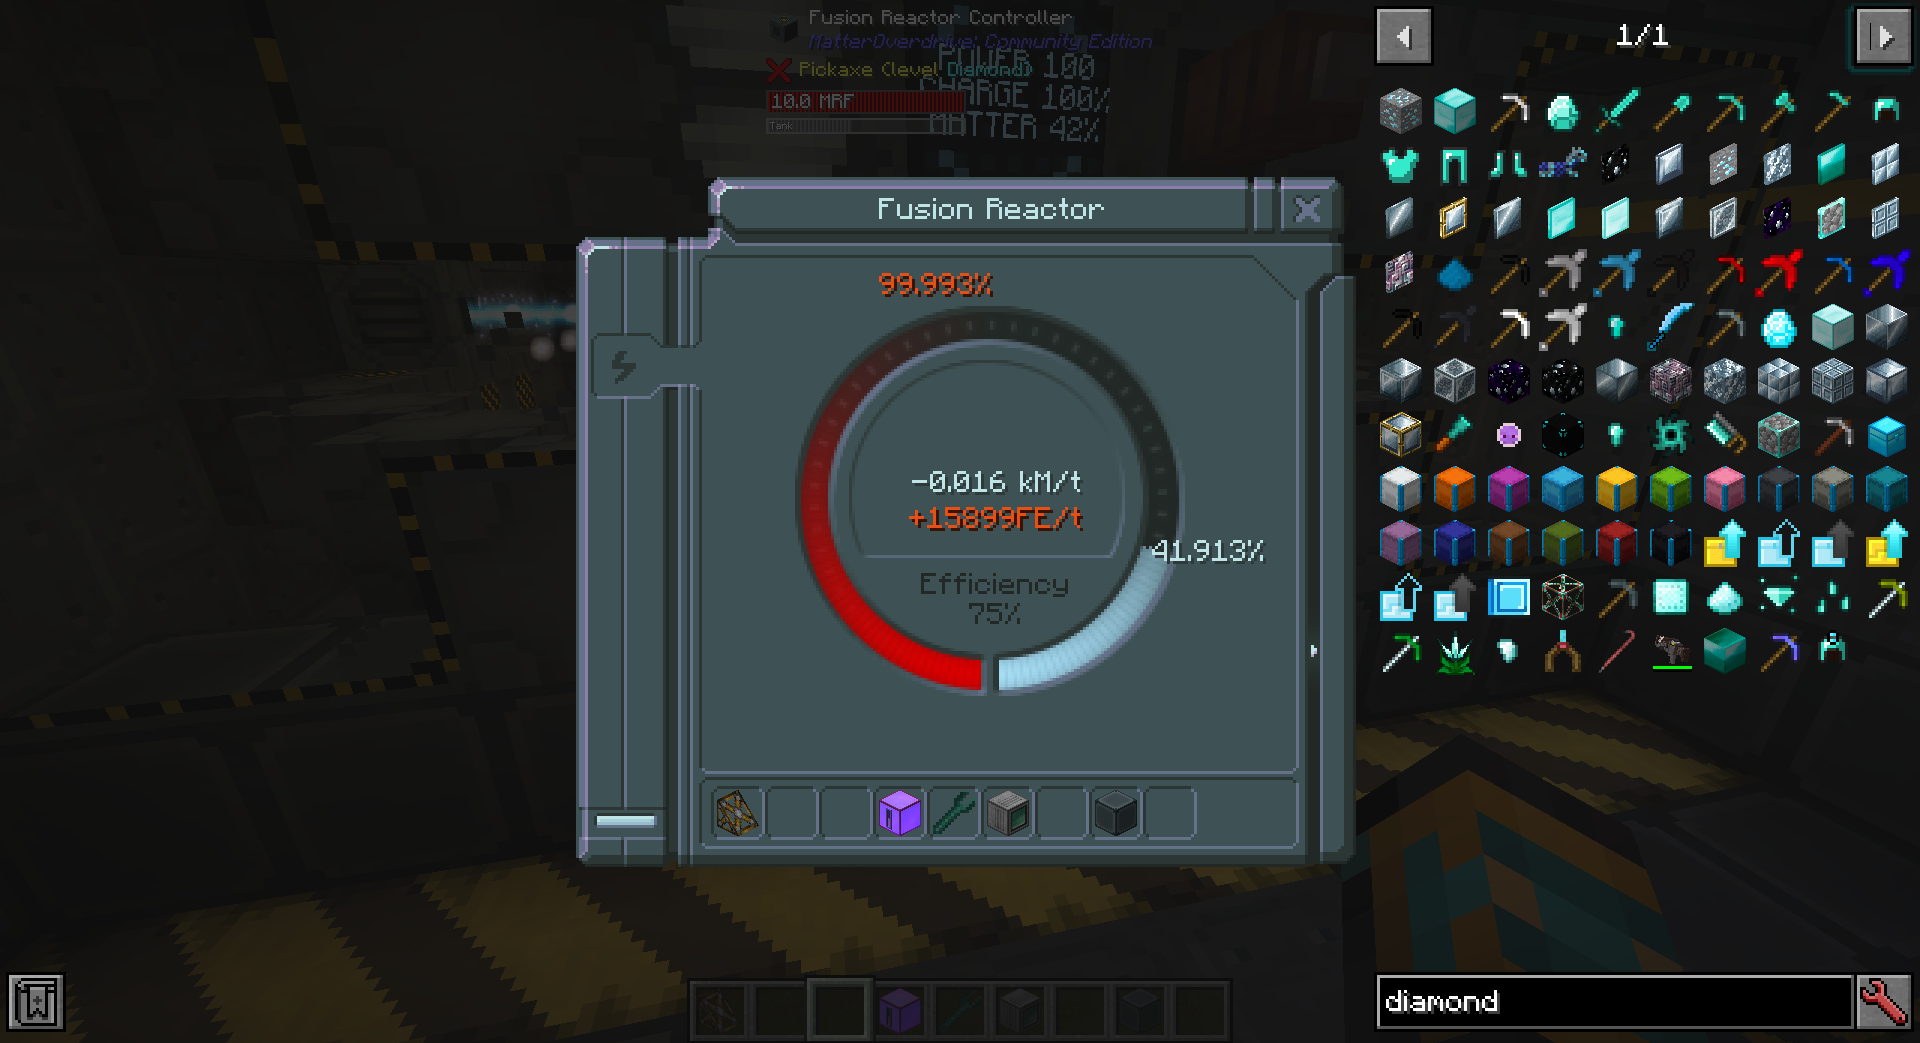 Fusion Reactor Controller
MatterOverdrive: Community Edition
POWER 100
Pickaxe (level Diamond)
CHARGE 100%
10.0 MRF
MATTER 42%
Tank
1/1
Fusion Reactor
99.993%
-0.016 kM/t
+15899FE/t
41.913%
Efficiency
75%
diamond